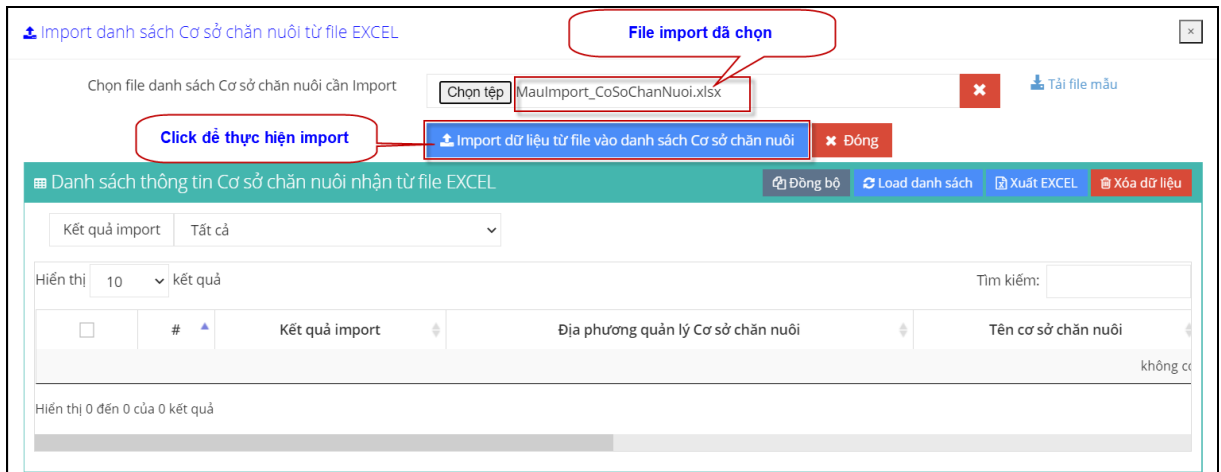 Import danh sách Cơ sở chăn nuôi từ file EXCEL
File import đã chọn
×
Chọn file danh sách Cơ sở chăn nuôi cần Import
Chọn tệp MauImport_CoSoChanNuoi.xlsx
Tải file mẫu
Click để thực hiện import
Import dữ liệu từ file vào danh sách Cơ sở chăn nuôi
Đóng
Danh sách thông tin Cơ sở chăn nuôi nhận từ file EXCEL
Đồng bộ
Load danh sách
Xuất EXCEL
Xóa dữ liệu
Kết quả import Tất cả
Hiển thị 10 kết quả
Tìm kiếm:
# Kết quả import Địa phương quản lý Cơ sở chăn nuôi Tên cơ sở chăn nuôi
không
Hiển thị 0 đến 0 của 0 kết quả